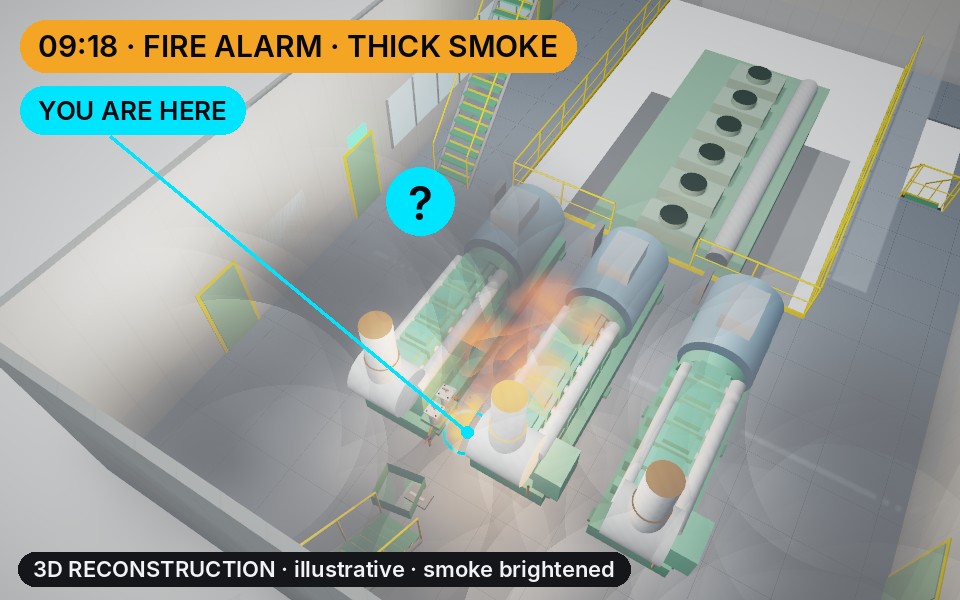 09:18 · FIRE ALARM · THICK SMOKE
YOU ARE HERE
?
3D RECONSTRUCTION · illustrative · smoke brightened